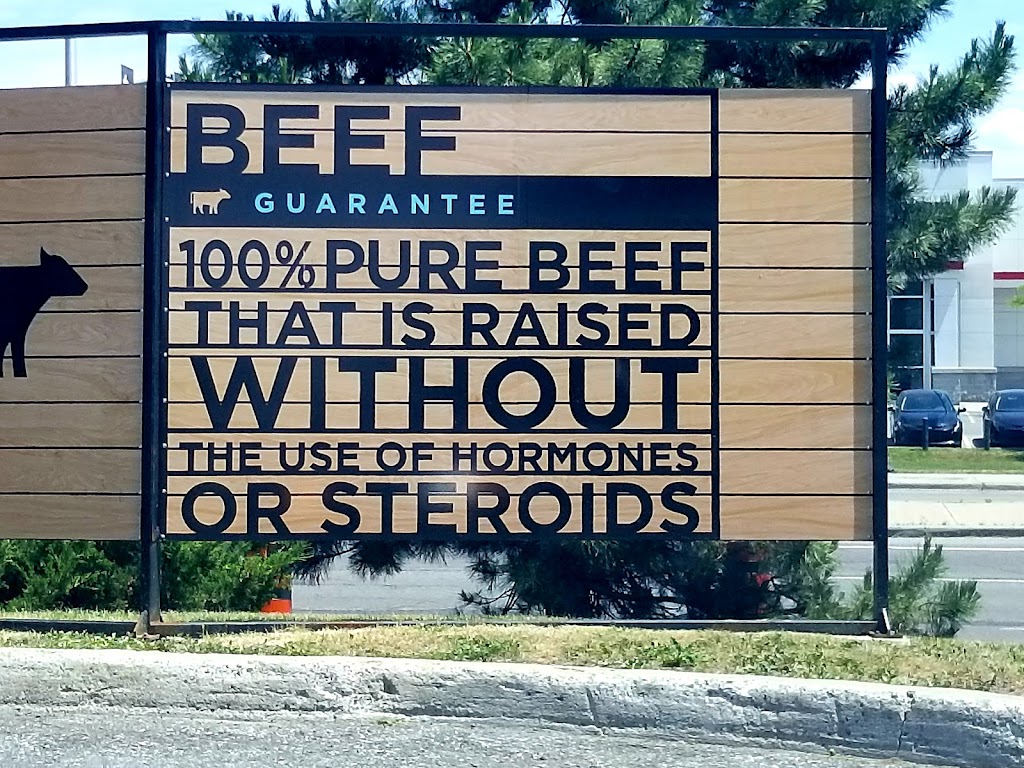 BEEF
GUARANTEE
100% PURE BEEF
THAT IS RAISED
WITHOUT
THE USE OF HORMONES
OR STEROIDS